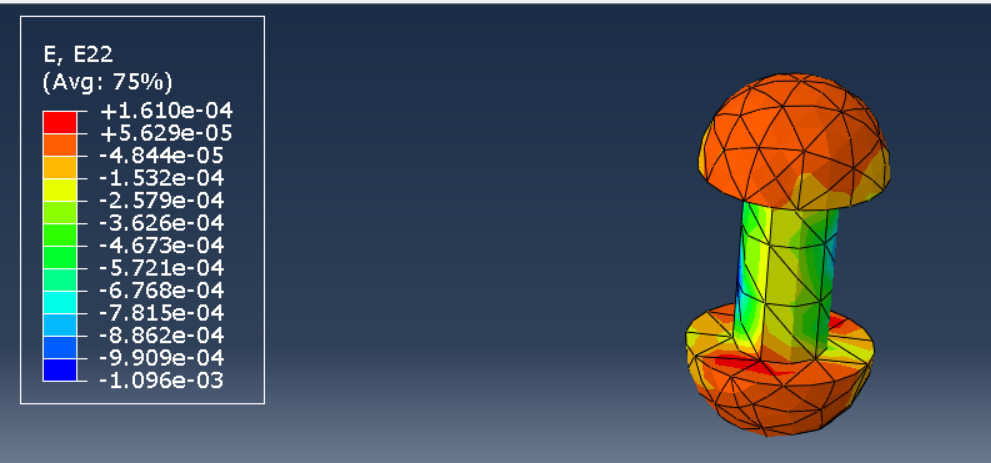 E, E22
(Avg: 75%)
+1.610e-04
+5.629e-05
-4.844e-05
-1.532e-04
-2.579e-04
-3.626e-04
-4.673e-04
-5.721e-04
-6.768e-04
-7.815e-04
-8.862e-04
-9.909e-04
-1.096e-03